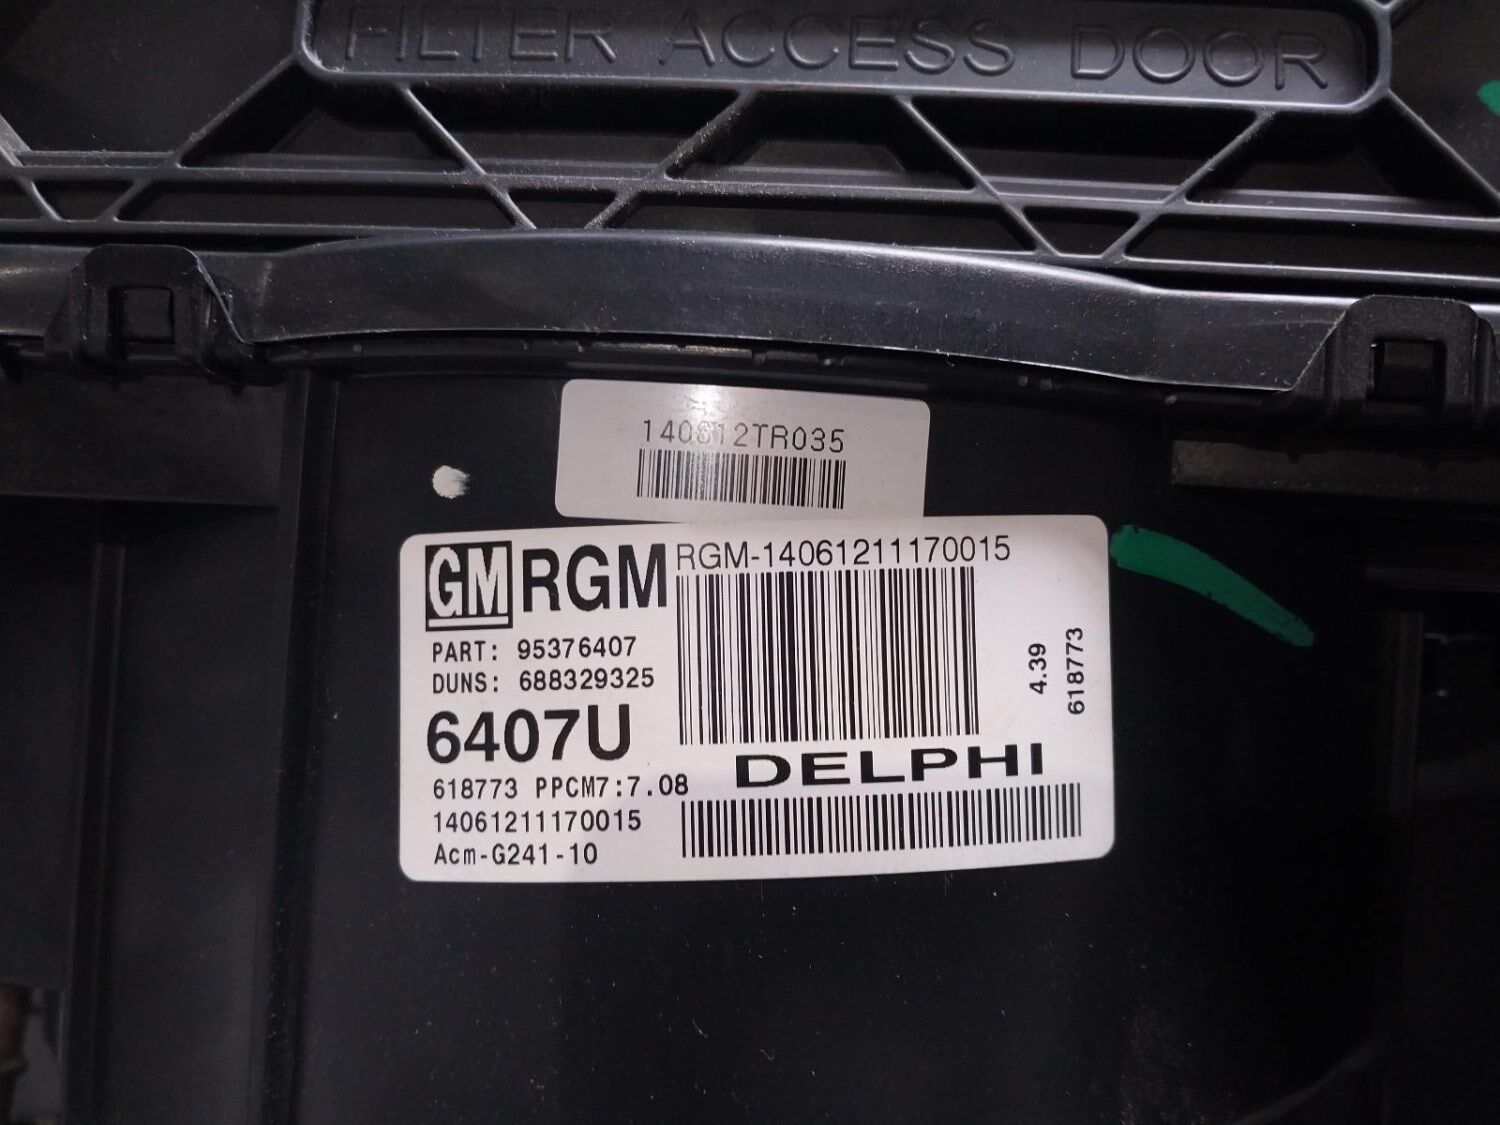 FILTER ACCESS DOOR
140612TR035
GM RGM RGM-14061211170015
PART: 95376407
DUNS: 688329325
6407U
618773 PPCM7:7.08
14061211170015
Acm-G241-10
DELPHI
4.39
618773